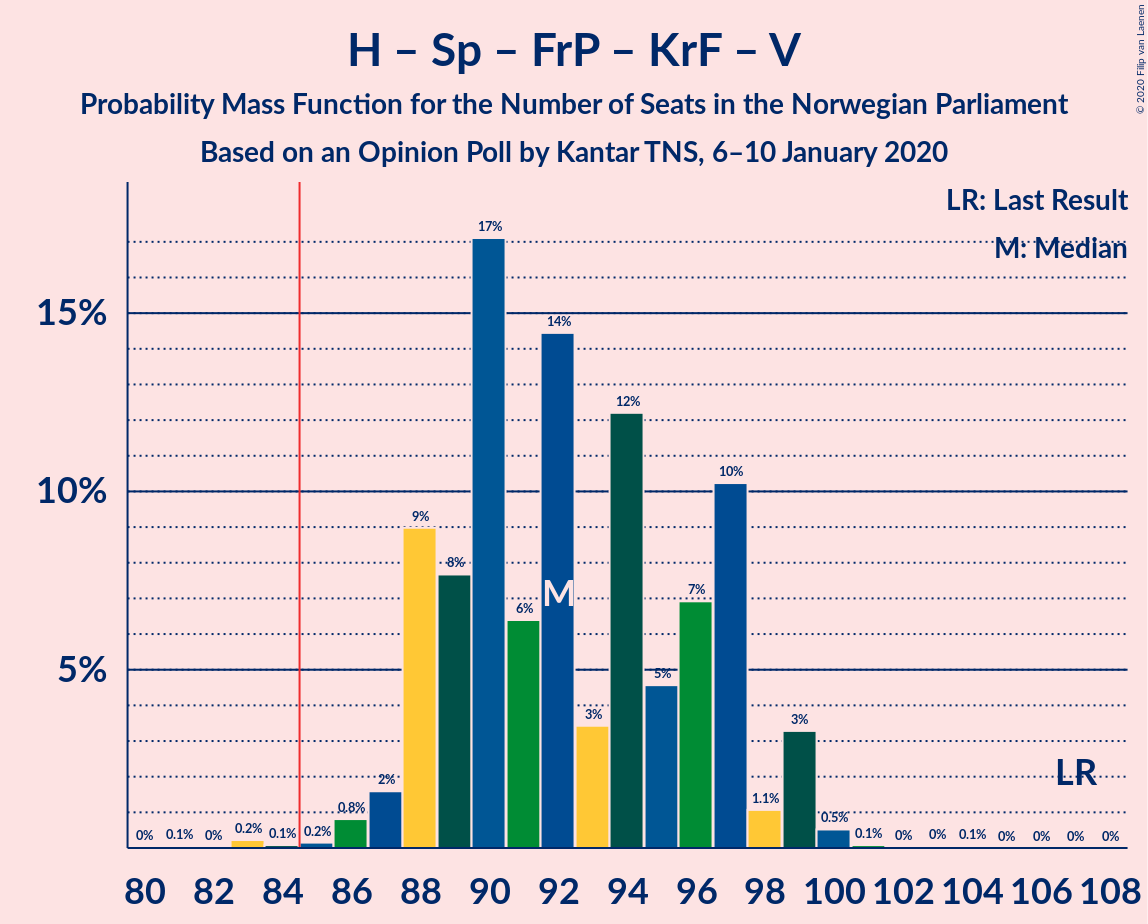 H – Sp – FrP – KrF – V
Probability Mass Function for the Number of Seats in the Norwegian Parliament
Based on an Opinion Poll by Kantar TNS, 6–10 January 2020
© 2020 Filip van Laenen
LR: Last Result
M: Median
15%
10%
5%
0% 0.1% 0% 0.2% 0.1% 0.2% 0.8% 2% 9% 8% 17% 6% 14% 3% 12% 5% 7% 10% 1.1% 3% 0.5% 0.1% 0% 0% 0.1% 0% 0% 0% 0%
M
LR
80 82 84 86 88 90 92 94 96 98 100 102 104 106 108